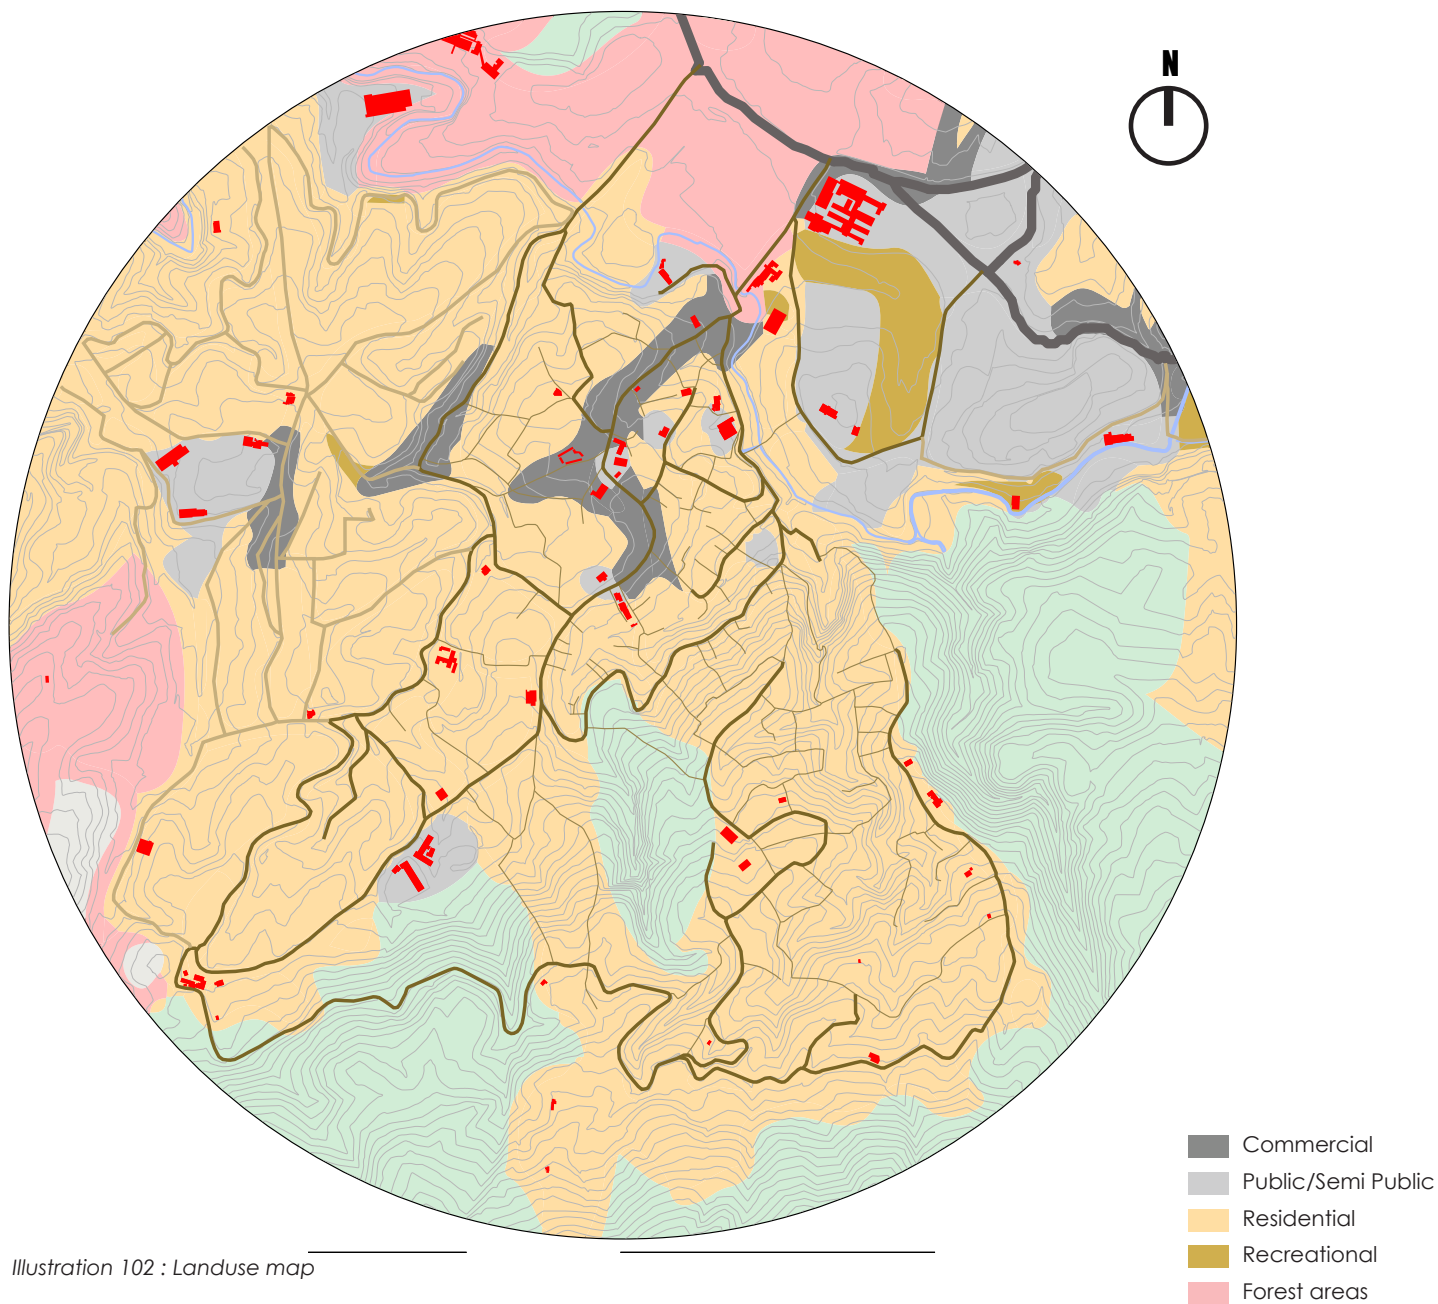 N
Commercial
Public/Semi Public
Residential
Recreational
Forest areas
Illustration 102 : Landuse map